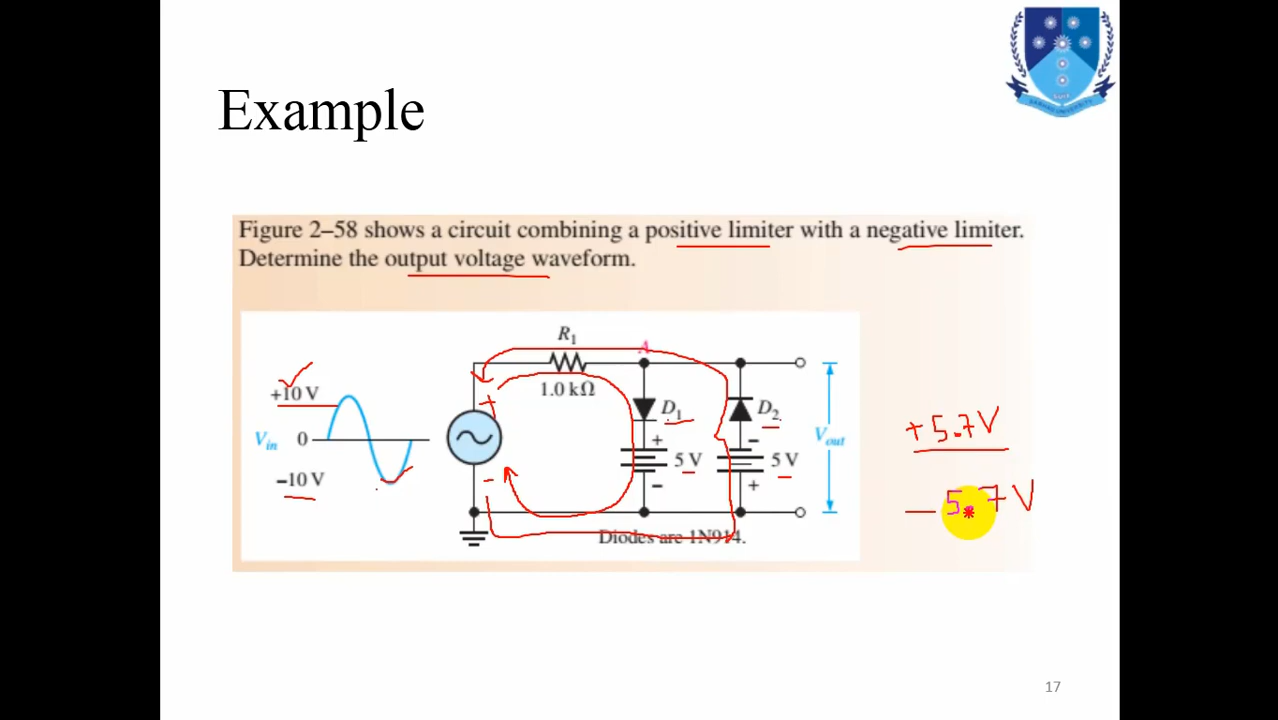 Example
Figure 2–58 shows a circuit combining a positive limiter with a negative limiter.
Determine the output voltage waveform.
R1
A
+10 V
1.0 kΩ
+
D1
D2
+5.7V
Vin 0
+
–
Vout
5 V
5 V
–10 V
-
–
+
-5.7V
Diodes are 1N914.
17